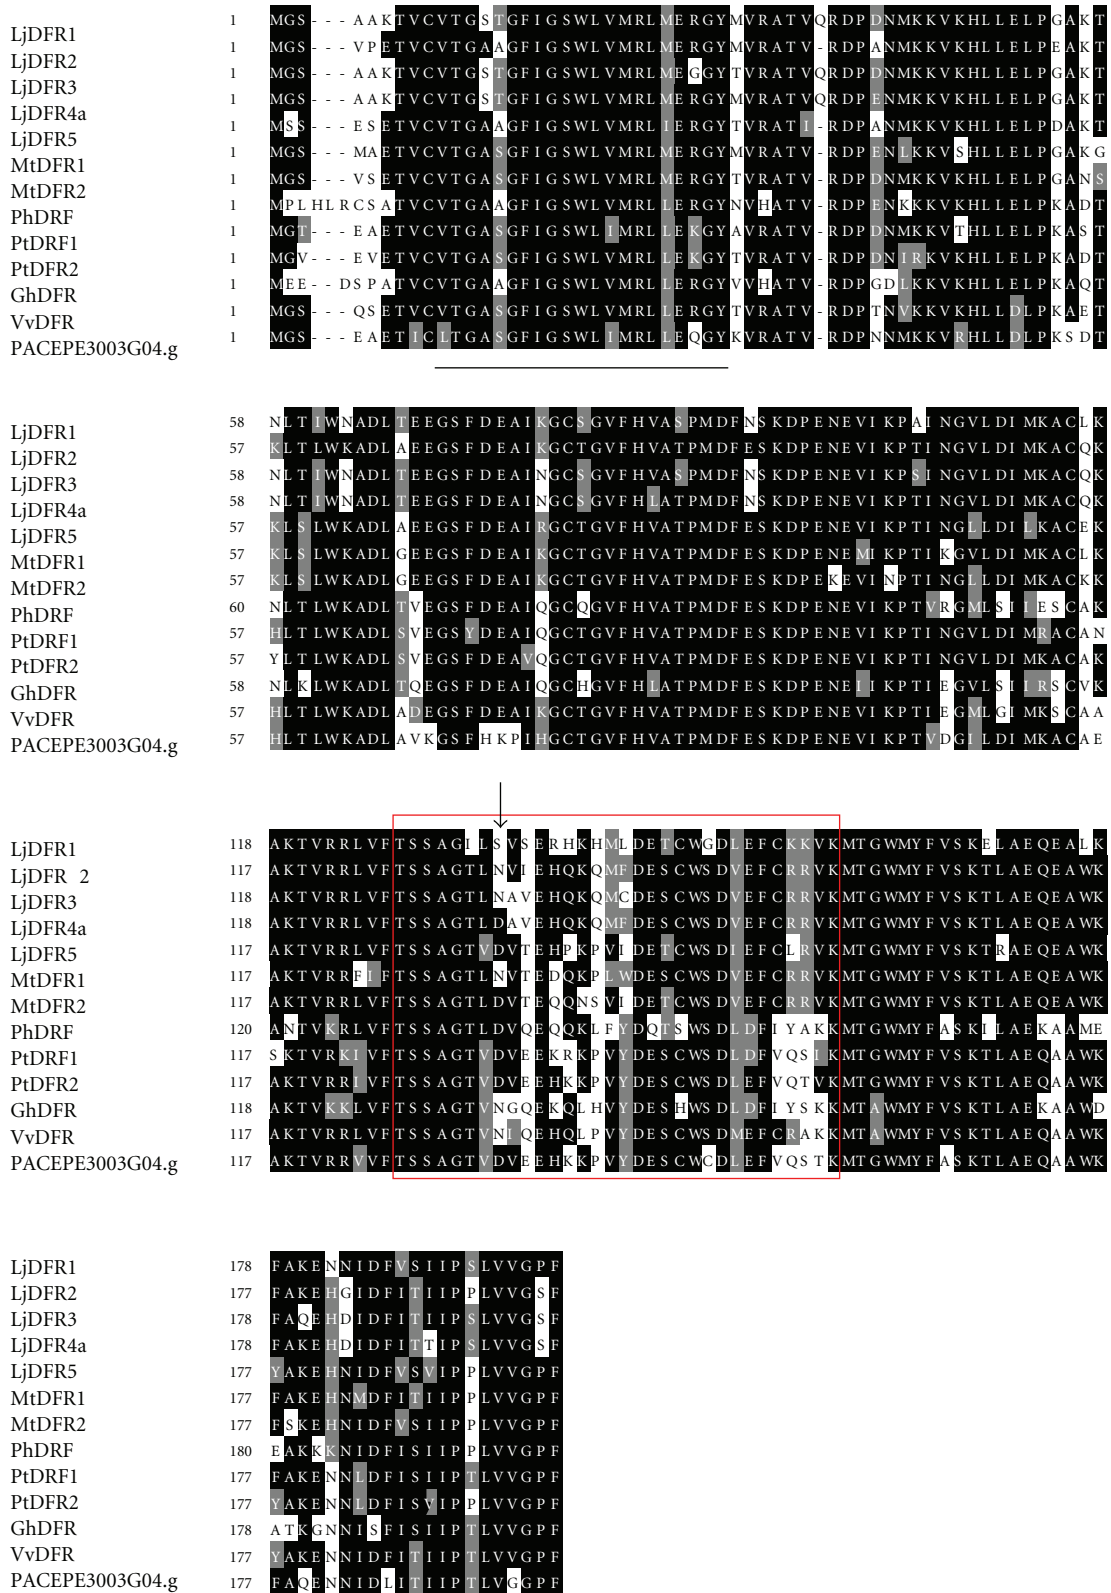 LjDFR1 1 MGS---AAKTVCVTGSTGFIGSWLVMRLMERGYMVRATVQRDPDNMKKVKHLLELPGAKT
LjDFR2 1 MGS---VPETVCVTGAAGFIGSWLVMRLMERGYMVRATV-RDPANMKKVKHLLELPEAKT
LjDFR3 1 MGS---AAKTVCVTGSTGFIGSWLVMRLMEGGYTVRATVQRDPDNMKKVKHLLELPGAKT
LjDFR4a 1 MGS---AAKTVCVTGSTGFIGSWLVMRLMERGYMVRATVQRDPENMKKVKHLLELPGAKT
LjDFR5 1 MSS---ESETVCVTGAAGFIGSWLVMRLIERGYTVRATI-RDPANMKKVKHLLELPDAKT
MtDFR1 1 MGS---MAETVCVTGASGFIGSWLVMRLMERGYTVRATV-RDPENLKKVSHLLELPGAKG
MtDFR2 1 MGS---VSETVCVTGASGFIGSWLVMRLMERGYTVRATV-RDPDNMKKVKHLLELPGANS
PhDRF 1 MPLHLRCSATVCVTGAAGFIGSWLVMRLLERGYNVHATV-RDPENKKKVKHLLELPKADT
PtDRF1 1 MGT---EAETVCVTGASGFIGSWLIMRLLEKGYAVRATV-RDPDNMKKVTHLLELPKAST
PtDFR2 1 MGV---EVETVCVTGASGFIGSWLVMRLLEKGYTVRATV-RDPDNIRKVKHLLELPKADT
GhDFR 1 MEE--DSPATVCVTGAAGFIGSWLVMRLLERGYVVHATV-RDPGDLKKVKHLLELPKAQT
VvDFR 1 MGS---QSETVCVTGASGFIGSWLVMRLLERGYTVRATV-RDPTNVKKVKHLLDLPKAET
PACEPE3003G04.g 1 MGS---EAETICLTGASGFIGSWLIMRLLEQGYKVRATV-RDPNNMKKVRHLLDLPKSDT
LjDFR1 58 NLTIWNADLTEEGSFDEAIKGCSGVFHVASPMDFNSKDPENEVIKPAINGVLDIMKACLK
LjDFR2 57 KLTLWKADLAEEGSFDEAIKGCTGVFHVATPMDFESKDPENEVIKPTINGVLDIMKACQK
LjDFR3 58 NLTIWNADLTEEGSFDEAINGCSGVFHVASPMDFNSKDPENEVIKPSINGVLDIMKACQK
LjDFR4a 58 NLTIWNADLTEEGSFDEAINGCSGVFHLATPMDFNSKDPENEVIKPTINGVLDIMKACQK
LjDFR5 57 KLSLWKADLAEEGSFDEAIRGCTGVFHVATPMDFESKDPENEVIKPTINGLLDILKACEK
MtDFR1 57 KLSLWKADLGEEGSFDEAIKGCTGVFHVATPMDFESKDPENEMIKPTIKGVLDIMKACLK
MtDFR2 57 KLSLWKADLGEEGSFDEAIKGCTGVFHVATPMDFESKDPEKEVINPTINGLLDIMKACKK
PhDRF 60 NLTLWKADLTVEGSFDEAIQGCQGVFHVATPMDFESKDPENEVIKPTVRGMLSIIESCAK
PtDRF1 57 HLTLWKADLSVEGSYDEAIQGCTGVFHVATPMDFESKDPENEVIKPTINGVLDIMRACAN
PtDFR2 57 YLTLWKADLSVEGSFDEAVQGCTGVFHVATPMDFESKDPENEVIKPTINGVLDIMKACAK
GhDFR 58 NLKLWKADLTQEGSFDEAIQGCHGVFHLATPMDFESKDPENEIIKPTIEGVLSIIRSCVK
VvDFR 57 HLTLWKADLADEGSFDEAIKGCTGVFHVATPMDFESKDPENEVIKPTIEGMLGIMKSCAA
PACEPE3003G04.g 57 HLTLWKADLAVKGSFHKPIHGCTGVFHVATPMDFESKDPENEVIKPTVDGILDIMKACAE
LjDFR1 118 AKTVRRLVFTSSAGILSVSERHKHMLDETCWGDLEFCKKVKMTGWMYFVSKELAEQEALK
LjDFR 2 117 AKTVRRLVFTSSAGTLNVIEHQKQMFDESCWSDVEFCRRVKMTGWMYFVSKTLAEQEAWK
LjDFR3 118 AKTVRRLVFTSSAGTLNAVEHQKQMCDESCWSDVEFCRRVKMTGWMYFVSKTLAEQEAWK
LjDFR4a 118 AKTVRRLVFTSSAGTLDAVEHQKQMFDESCWSDVEFCRRVKMTGWMYFVSKTLAEQEAWK
LjDFR5 117 AKTVRRLVFTSSAGTVDVTEHPKPVIDETCWSDIEFCLRVKMTGWMYFVSKTRAEQEAWK
MtDFR1 117 AKTVRRFIFTSSAGTLNVTEDQKPLWDESCWSDVEFCRRVKMTGWMYFVSKTLAEQEAWK
MtDFR2 117 AKTVRRLVFTSSAGTLDVTEQQNSVIDETCWSDVEFCRRVKMTGWMYFVSKTLAEQEAWK
PhDRF 120 ANTVKRLVFTSSAGTLDVQEQQKLFYDQTSWSDLDFIYAKKMTGWMYFASKILAEKAAME
PtDRF1 117 SKTVRKIVFTSSAGTVDVEEKRKPVYDESCWSDLDFVQSIKMTGWMYFVSKTLAEQAAWK
PtDFR2 117 AKTVRRIVFTSSAGTVDVEEHKKPVYDESCWSDLEFVQTVKMTGWMYFVSKTLAEQAAWK
GhDFR 118 AKTVKKLVFTSSAGTVNGQEKQLHVYDESHWSDLDFIYSKKMTAWMYFVSKTLAEKAAWD
VvDFR 117 AKTVRRLVFTSSAGTVNIQEHQLPVYDESCWSDMEFCRAKKMTAWMYFVSKTLAEQAAWK
PACEPE3003G04.g 117 AKTVRRVVFTSSAGTVDVEEHKKPVYDESCWCDLEFVQSTKMTGWMYFASKTLAEQAAWK
LjDFR1 178 FAKENNIDFVSIIPSLVVGPF
LjDFR2 177 FAKEHGIDFITIIPPLVVGSF
LjDFR3 178 FAQEHDIDFITIIPSLVVGSF
LjDFR4a 178 FAKEHDIDFITTIPSLVVGSF
LjDFR5 177 YAKEHNIDFVSVIPPLVVGPF
MtDFR1 177 FAKEHNMDFITIIPPLVVGPF
MtDFR2 177 FSKEHNIDFVSIIPPLVVGPF
PhDRF 180 EAKKKNIDFISIIPPLVVGPF
PtDRF1 177 FAKENNLDFISIIPTLVVGPF
PtDFR2 177 YAKENNLDFISVIPPLVVGPF
GhDFR 178 ATKGNNISFISIIPTLVVGPF
VvDFR 177 YAKENNIDFITIIPTLVVGPF
PACEPE3003G04.g 177 FAQENNIDLITIIPTLVGGPF